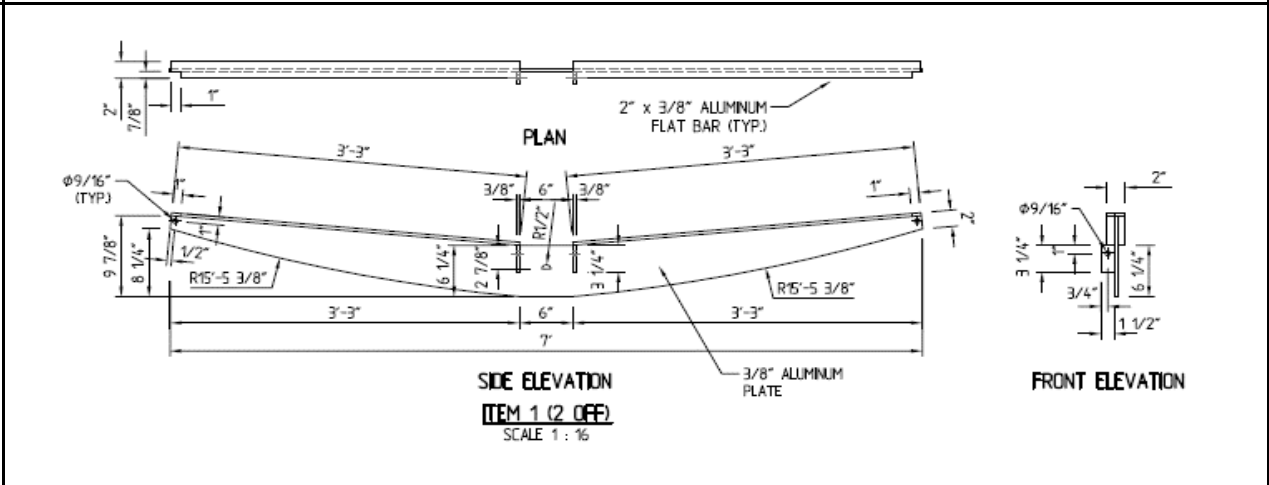 2"
7/8"
1"
2" x 3/8" ALUMINUM
FLAT BAR (TYP.)
PLAN
3'-3"
3'-3"
Ø9/16"
(TYP.)
1"
3/8"
6"
3/8"
R1/2"
1"
2"
1"
1/2"
9 7/8"
8 1/4"
R15'-5 3/8"
6 1/4"
2 7/8"
3 1/4"
R15'-5 3/8"
3'-3"
6"
3'-3"
7'
3/8" ALUMINUM
PLATE
SIDE ELEVATION
ITEM 1 (2 OFF)
SCALE 1 : 16
2"
Ø9/16"
3 1/4"
1"
3/4"
6 1/4"
1 1/2"
FRONT ELEVATION